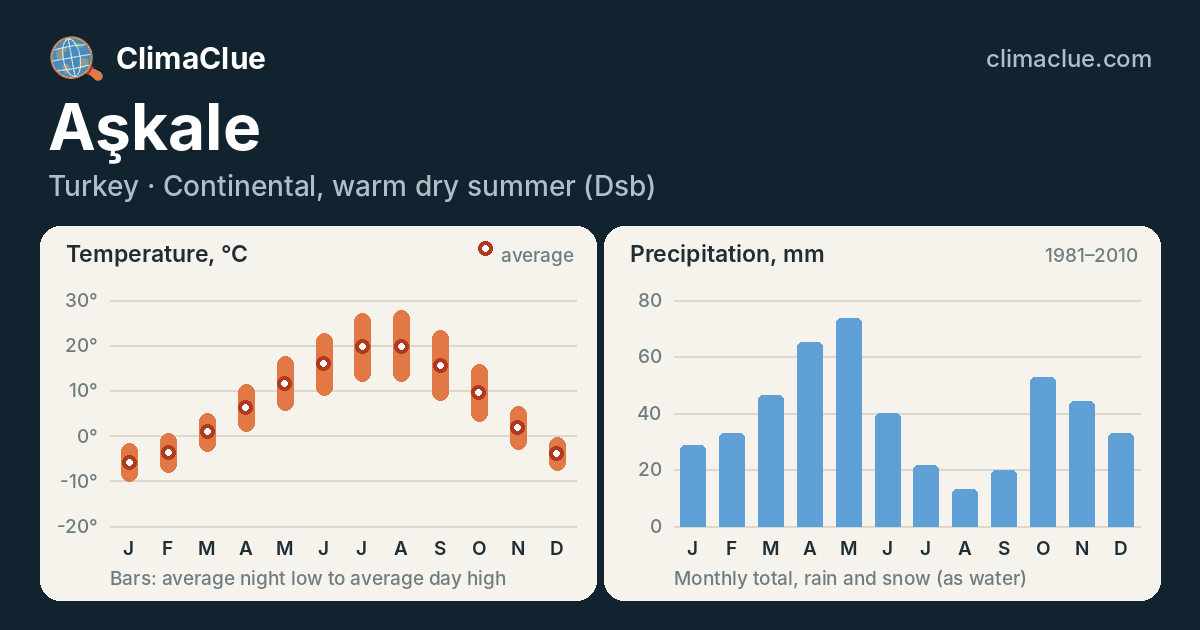 ClimaClue
climaclue.com
Aşkale
Turkey · Continental, warm dry summer (Dsb)
Temperature, °C
average
30°
20°
10°
0°
-10°
-20°
J F M A M J J A S O N D
Bars: average night low to average day high
Precipitation, mm
1981–2010
80
60
40
20
0
J F M A M J J A S O N D
Monthly total, rain and snow (as water)